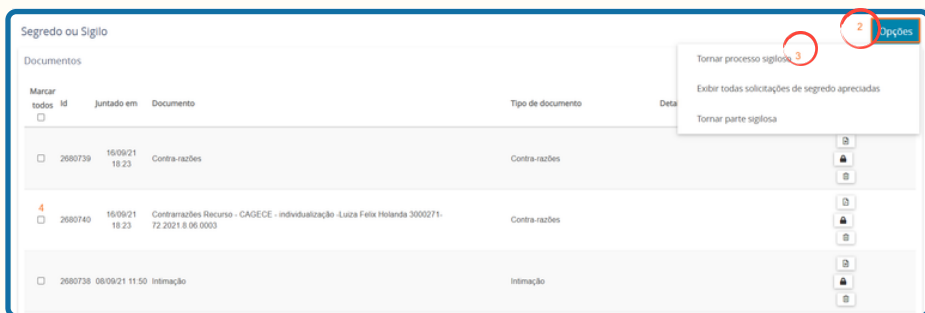 Segredo ou Sigilo
2
Opções
Documentos
Tornar processo sigiloso 3
Exibir todas solicitações de segredo apreciadas
Tornar parte sigilosa
Marcar
todos Id Juntado em Documento Tipo de documento Deta
2680739 16/09/21
18:23 Contra-razões Contra-razões
4
2680740 16/09/21
18:23 Contrarrazões Recurso - CAGECE - individualização -Luiza Felix Holanda 3000271-
72.2021.8.06.0003 Contra-razões
2680738 08/09/21 11:50 Intimação Intimação